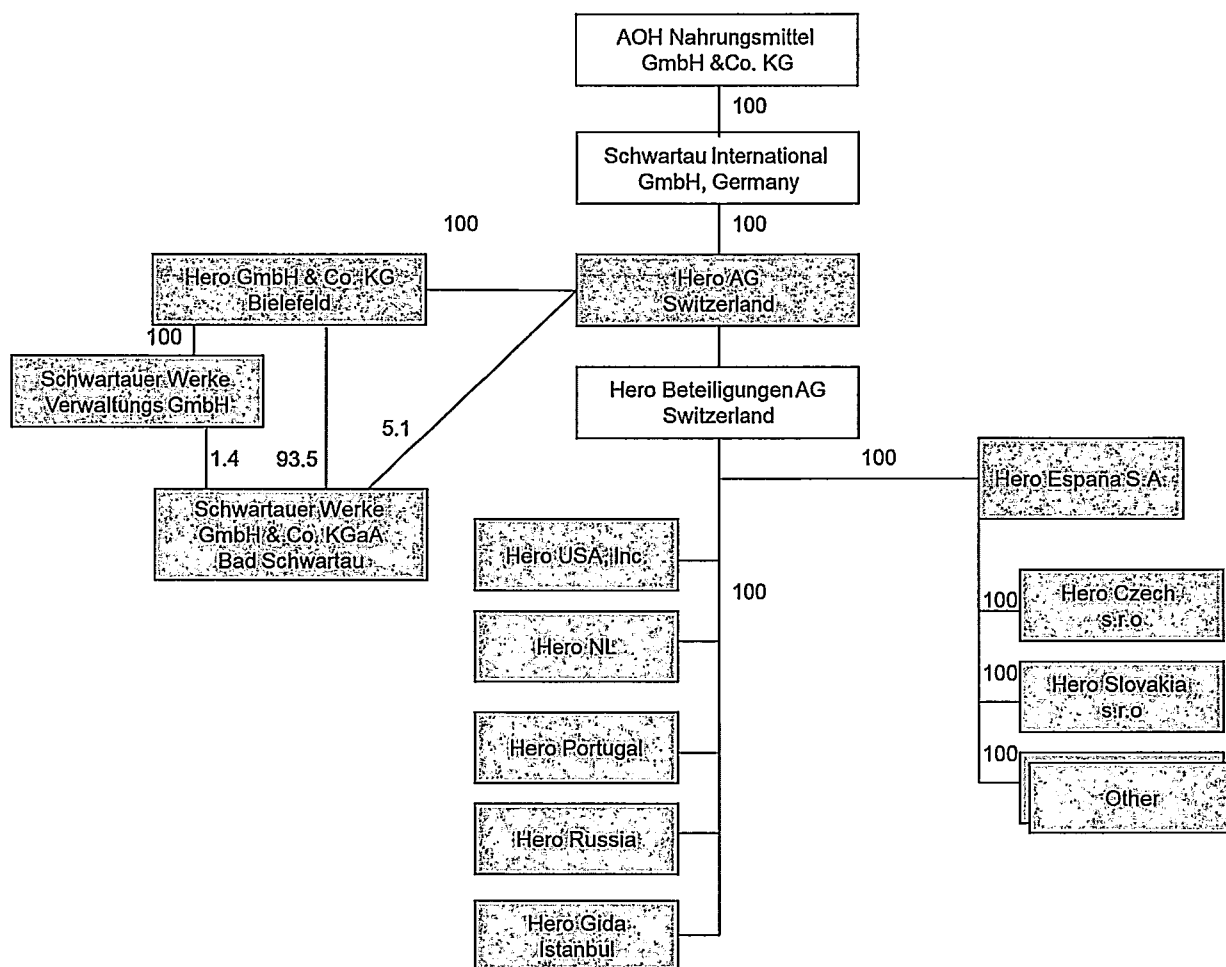 AOH Nahrungsmittel
GmbH &Co. KG
100
Schwartau International
GmbH, Germany
100
100
Hero GmbH & Co. KG
Bielefeld
Hero AG
Switzerland
100
Schwartauer Werke
Verwaltungs GmbH
Hero Beteiligungen AG
Switzerland
5.1
1.4
93.5
100
Hero España S.A.
Schwartauer Werke
GmbH & Co. KGaA
Bad Schwartau
Hero USA, Inc
100
Hero NL
100
Hero Czech
s.r.o
100
Hero Slovakia
s.r.o
Hero Portugal
100
Other
Hero Russia
Hero Gida
Istanbul